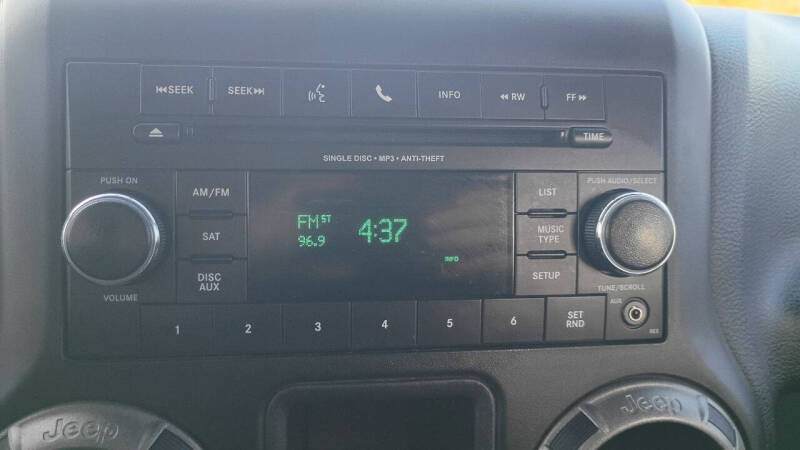 SEEK
SEEK
INFO
RW
FF
TIME
SINGLE DISC • MP3 • ANTI-THEFT
PUSH ON
VOLUME
AM/FM
SAT
DISC
AUX
FM ST
96.9
4:37
INFO
LIST
MUSIC
TYPE
SETUP
PUSH AUDIO/SELECT
TUNE/SCROLL
1
2
3
4
5
6
SET
RND
AUX
RES
Jeep
Jeep